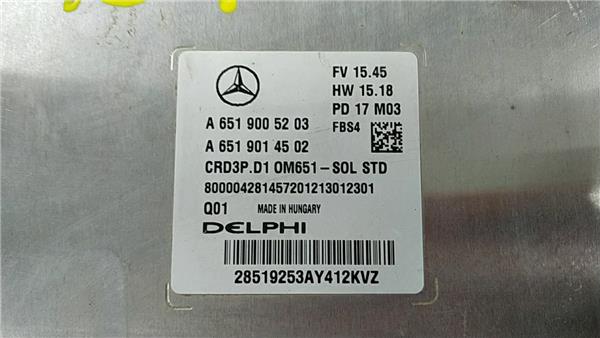 FV 15.45
HW 15.18
PD 17 M03
FBS4
A 651 900 52 03
A 651 901 45 02
CRD3P.D1 OM651-SOL STD
80000428145720121301​2301
Q01 MADE IN HUNGARY
DELPHI
28519253AY412KVZ